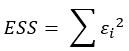 ESS = ∑ εᵢ²